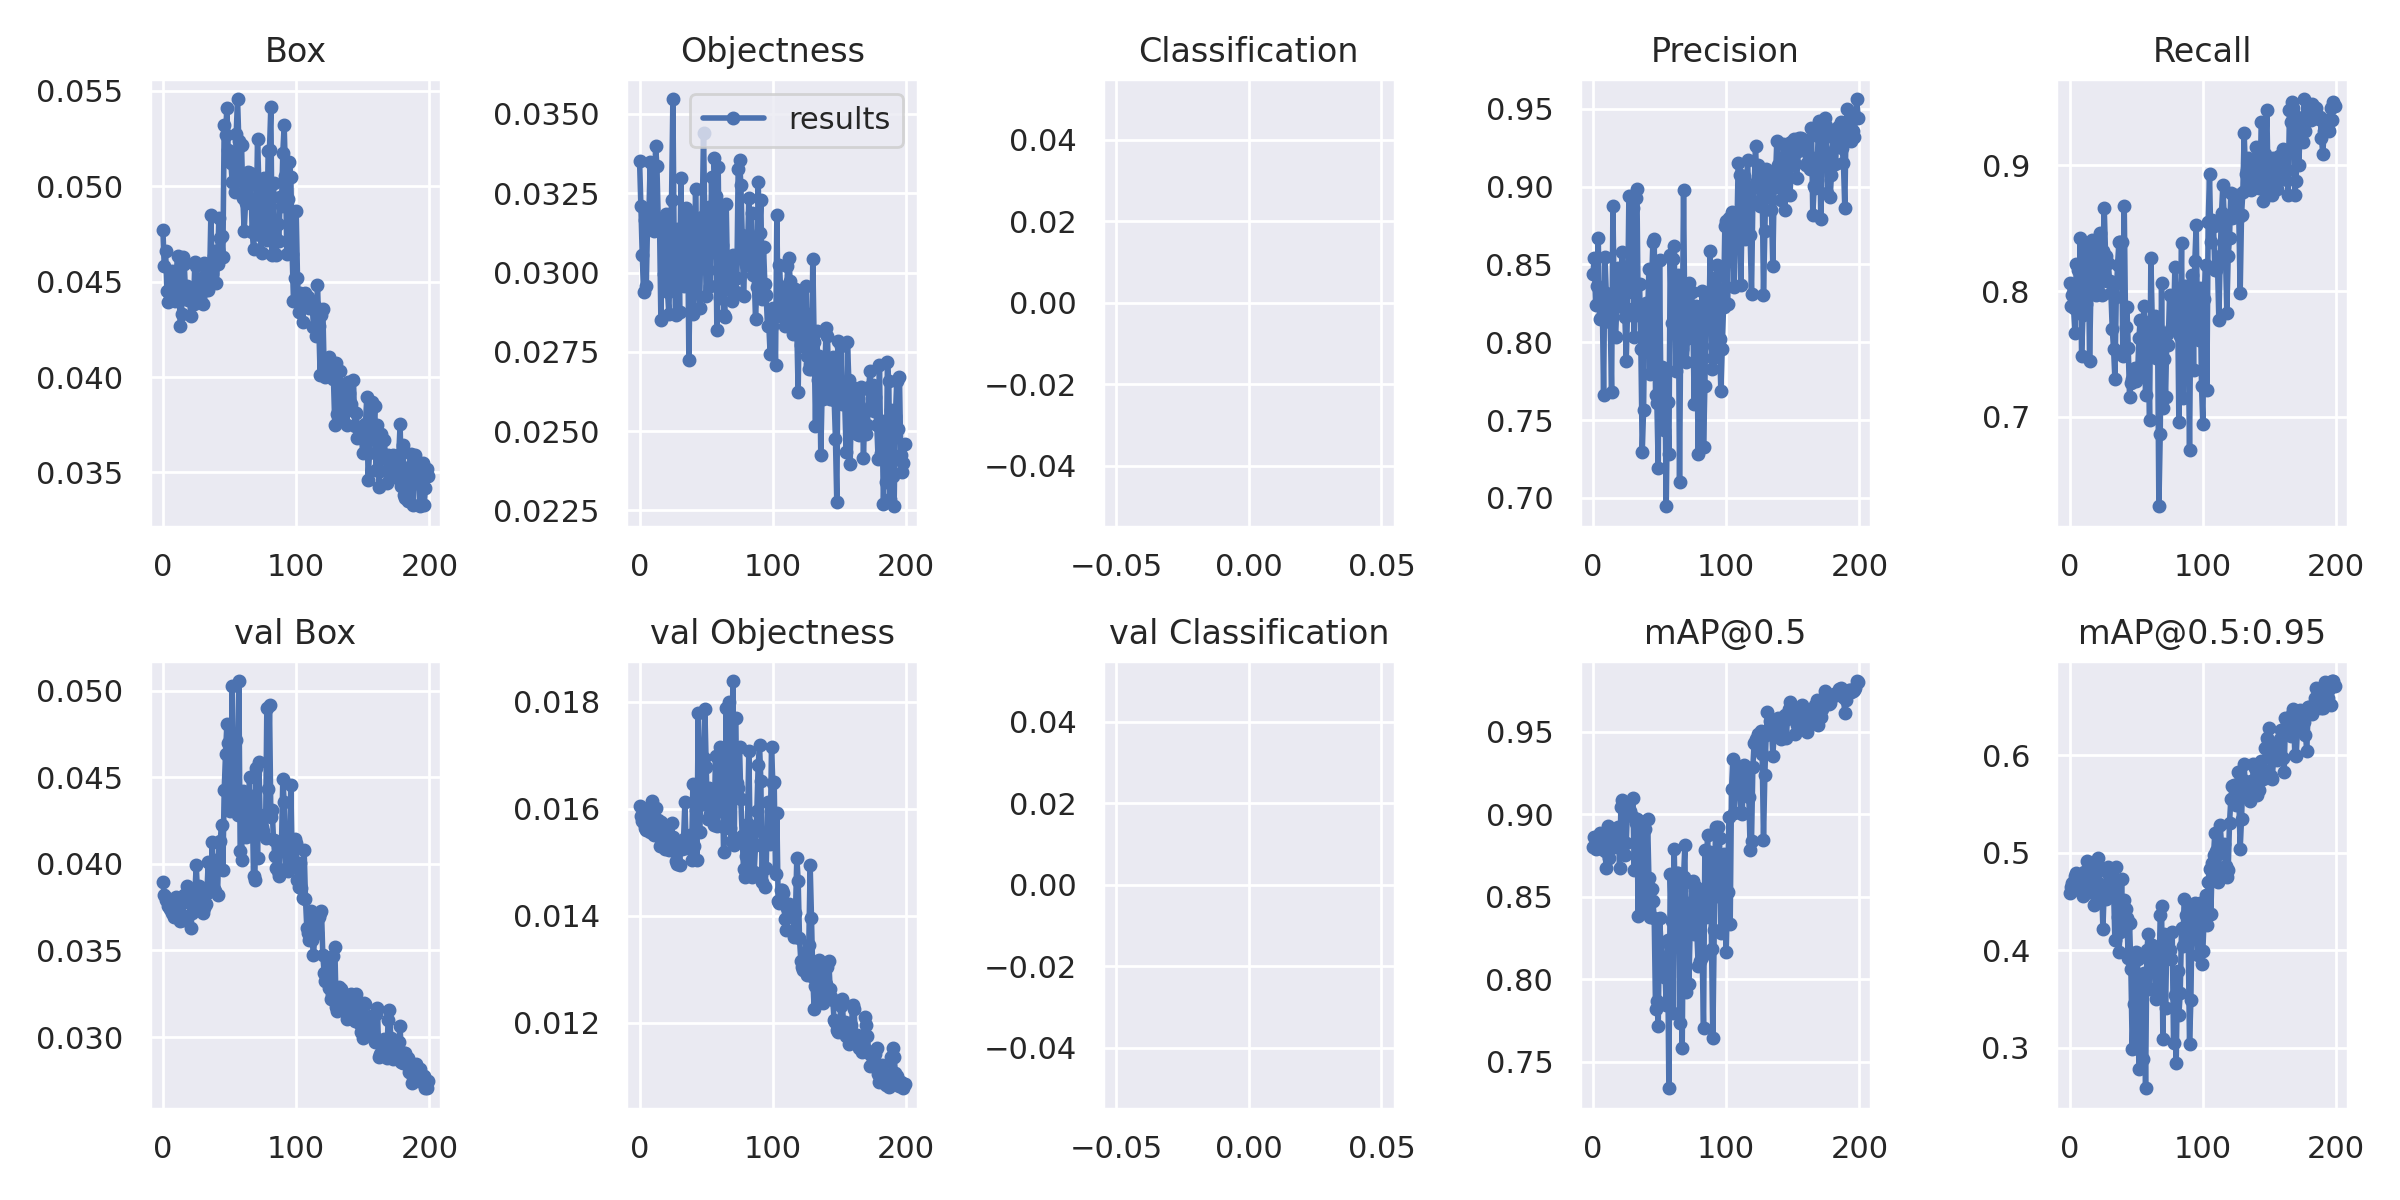 Box
Objectness
Classification
Precision
Recall
0.055
0.050
0.045
0.040
0.035
0 100 200
0.0350
0.0325
0.0300
0.0275
0.0250
0.0225
results
0 100 200
0.04
0.02
0.00
−0.02
−0.04
−0.05 0.00 0.05
0.95
0.90
0.85
0.80
0.75
0.70
0 100 200
0.9
0.8
0.7
0 100 200
val Box
val Objectness
val Classification
mAP@0.5
mAP@0.5:0.95
0.050
0.045
0.040
0.035
0.030
0 100 200
0.018
0.016
0.014
0.012
0 100 200
0.04
0.02
0.00
−0.02
−0.04
−0.05 0.00 0.05
0.95
0.90
0.85
0.80
0.75
0 100 200
0.6
0.5
0.4
0.3
0 100 200